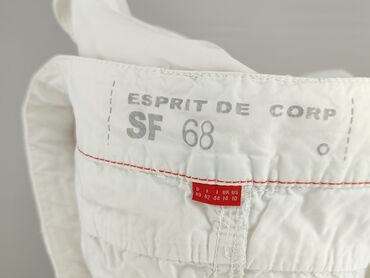 ESPRIT DE CORP
SF 68